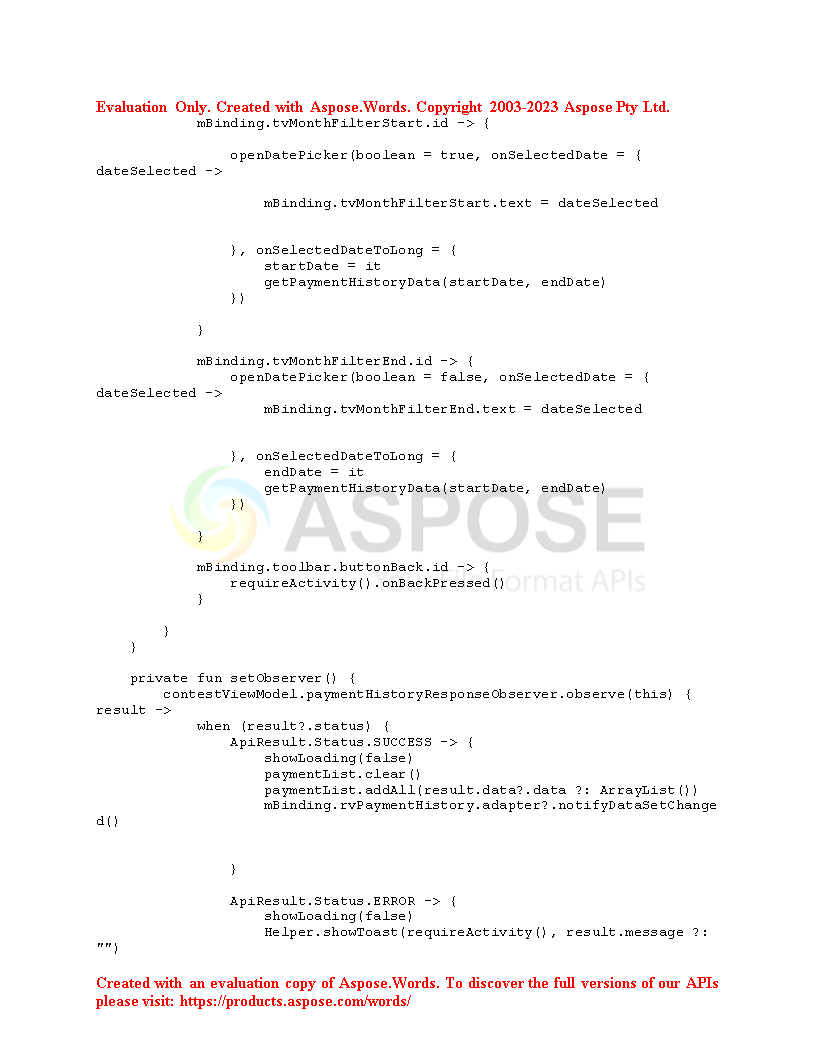 Evaluation Only. Created with Aspose.Words. Copyright 2003-2023 Aspose Pty Ltd.
mBinding.tvMonthFilterStart.id -> {
openDatePicker(boolean = true, onSelectedDate = {
dateSelected ->
mBinding.tvMonthFilterStart.text = dateSelected
}, onSelectedDateToLong = {
startDate = it
getPaymentHistoryData(startDate, endDate)
})
}
mBinding.tvMonthFilterEnd.id -> {
openDatePicker(boolean = false, onSelectedDate = {
dateSelected ->
mBinding.tvMonthFilterEnd.text = dateSelected
}, onSelectedDateToLong = {
endDate = it
getPaymentHistoryData(startDate, endDate)
})
ASPOSE
}
mBinding.toolbar.buttonBack.id -> {
requireActivity().onBackPressed()
Your File Format APIs
}
}
}
private fun setObserver() {
contestViewModel.paymentHistoryResponseObserver.observe(this) {
result ->
when (result?.status) {
ApiResult.Status.SUCCESS -> {
showLoading(false)
paymentList.clear()
paymentList.addAll(result.data?.data ?: ArrayList())
mBinding.rvPaymentHistory.adapter?.notifyDataSetChange
d()
}
ApiResult.Status.ERROR -> {
showLoading(false)
Helper.showToast(requireActivity(), result.message ?:
"")
Created with an evaluation copy of Aspose.Words. To discover the full versions of our APIs
please visit: https://products.aspose.com/words/